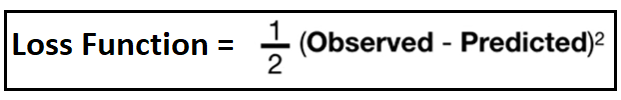 Loss Function = 1/2 (Observed - Predicted)²